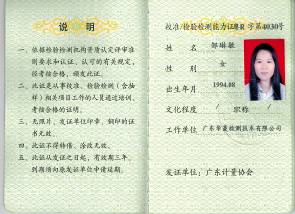 说 明
一、依据检验检测机构资质认定评审准
则要求和认证、认可的有关规定,
经考核合格,颁发此证。
二、此证是从事校准、检验检测(含抽
样)相关项目工作的人员通过培训、
考核合格的证明。
三、无照片、发证单位印章、钢印的证
书无效。
四、此证不得转借、涂改无效。
五、此证从发证之日起,有效期三年,
到期须向原发证单位申请延期。
校准/检验检测能力证粤质字第4030号
姓 名 邹琳敏
性 别 女
出生年月 1994.08
文化程度 / 职称 /
工作单位 广东华菱检测技术有限公司
发证单位:广东计量协会